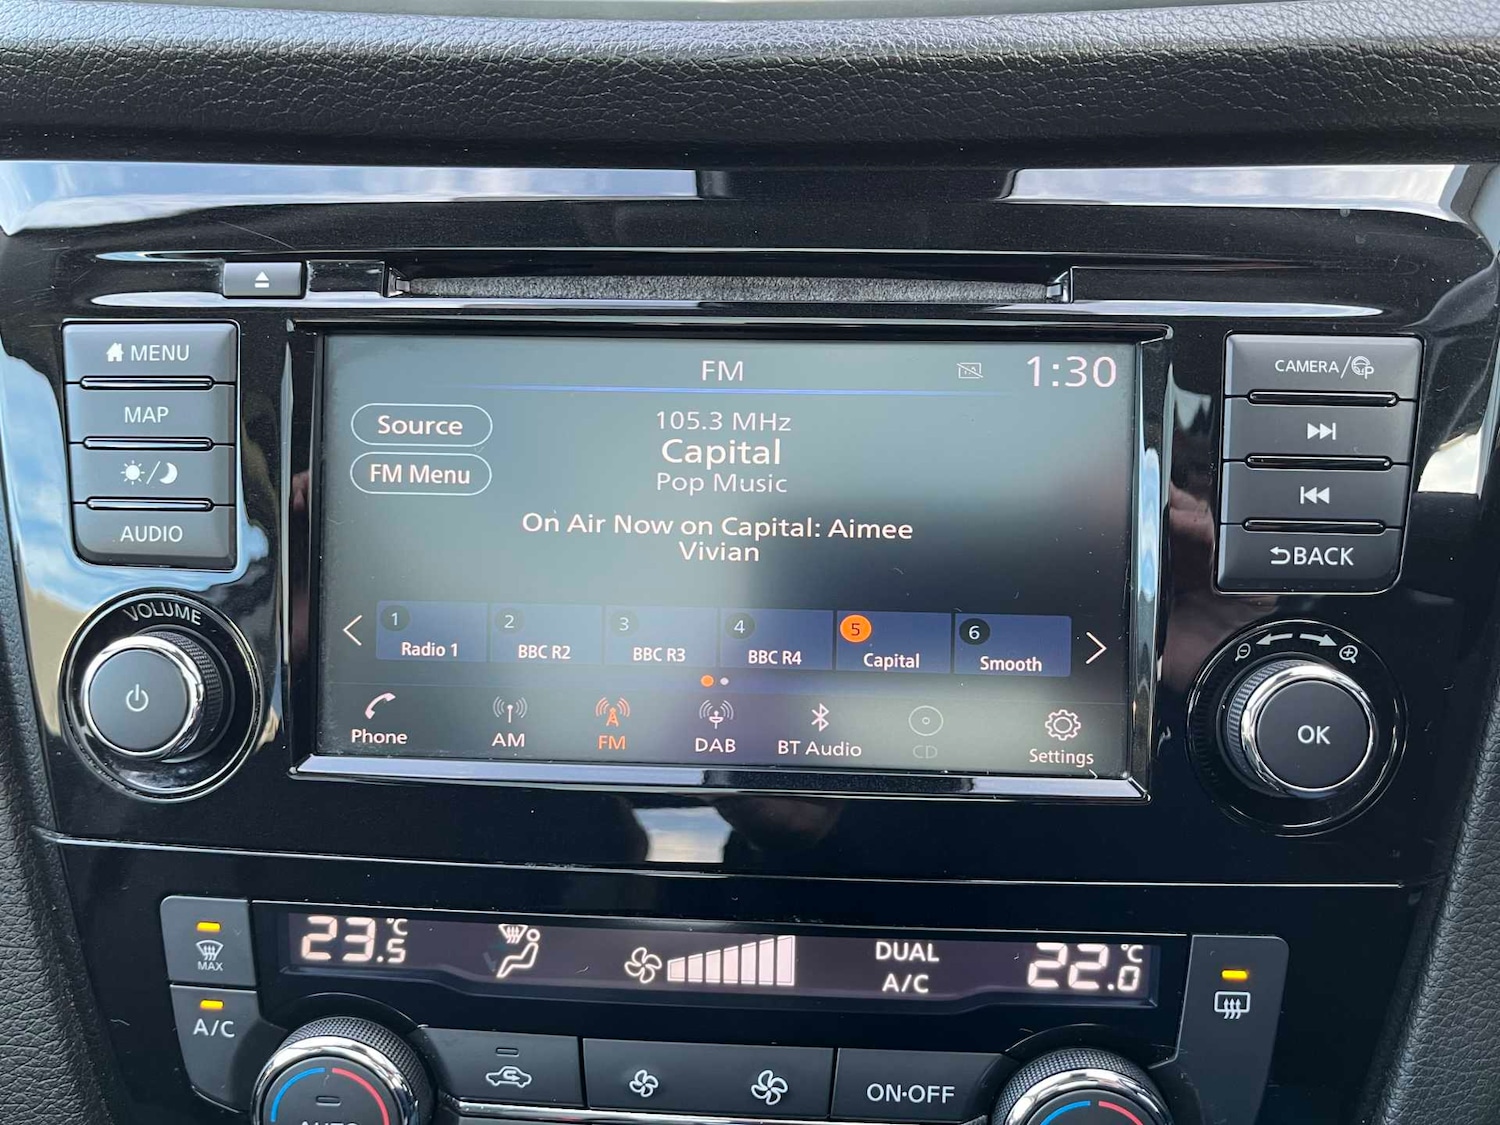 MENU
MAP
AUDIO
VOLUME
FM
TA
1:30
Source
FM Menu
105.3 MHz
Capital
Pop Music
On Air Now on Capital: Aimee
Vivian
1
Radio 1
2
BBC R2
3
BBC R3
4
BBC R4
5
Capital
6
Smooth
Phone
AM
FM
DAB
BT Audio
CD
Settings
CAMERA/
BACK
OK
MAX
A/C
23.5 °C
DUAL
A/C
22.0 °C
ON·OFF
AUTO